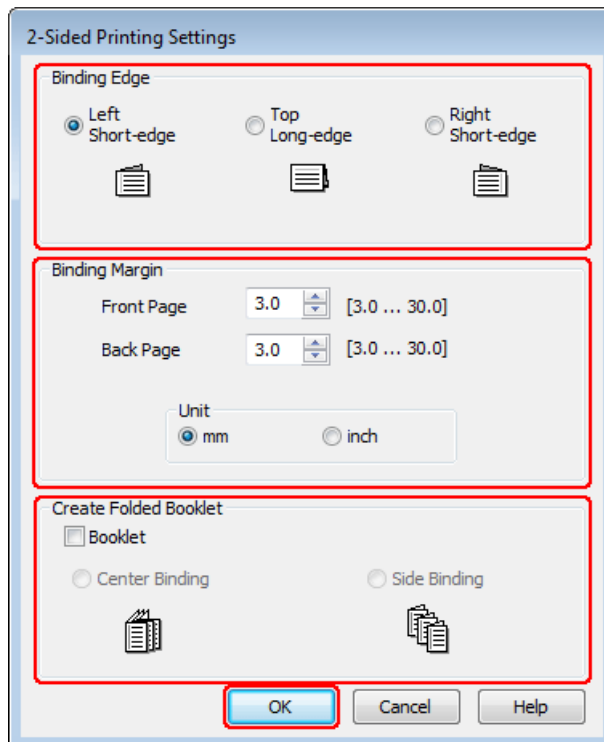 2-Sided Printing Settings
Binding Edge
Left
Short-edge
Top
Long-edge
Right
Short-edge
Binding Margin
Front Page 3.0 [3.0 ... 30.0]
Back Page 3.0 [3.0 ... 30.0]
Unit
mm inch
Create Folded Booklet
Booklet
Center Binding Side Binding
OK Cancel Help